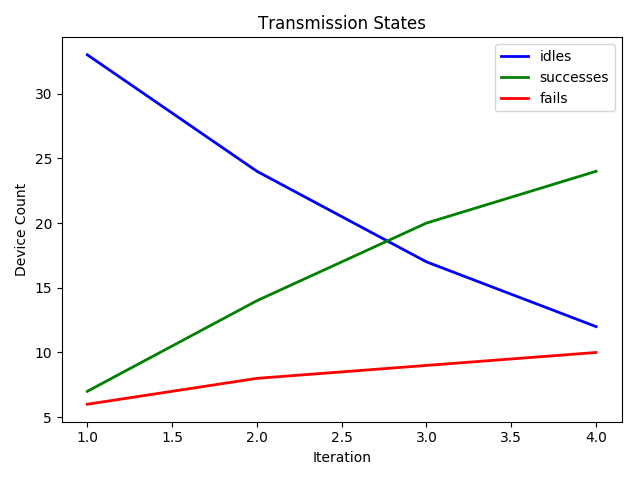 Transmission States
idles
successes
fails
Device Count
30
25
20
15
10
5
1.0 1.5 2.0 2.5 3.0 3.5 4.0
Iteration